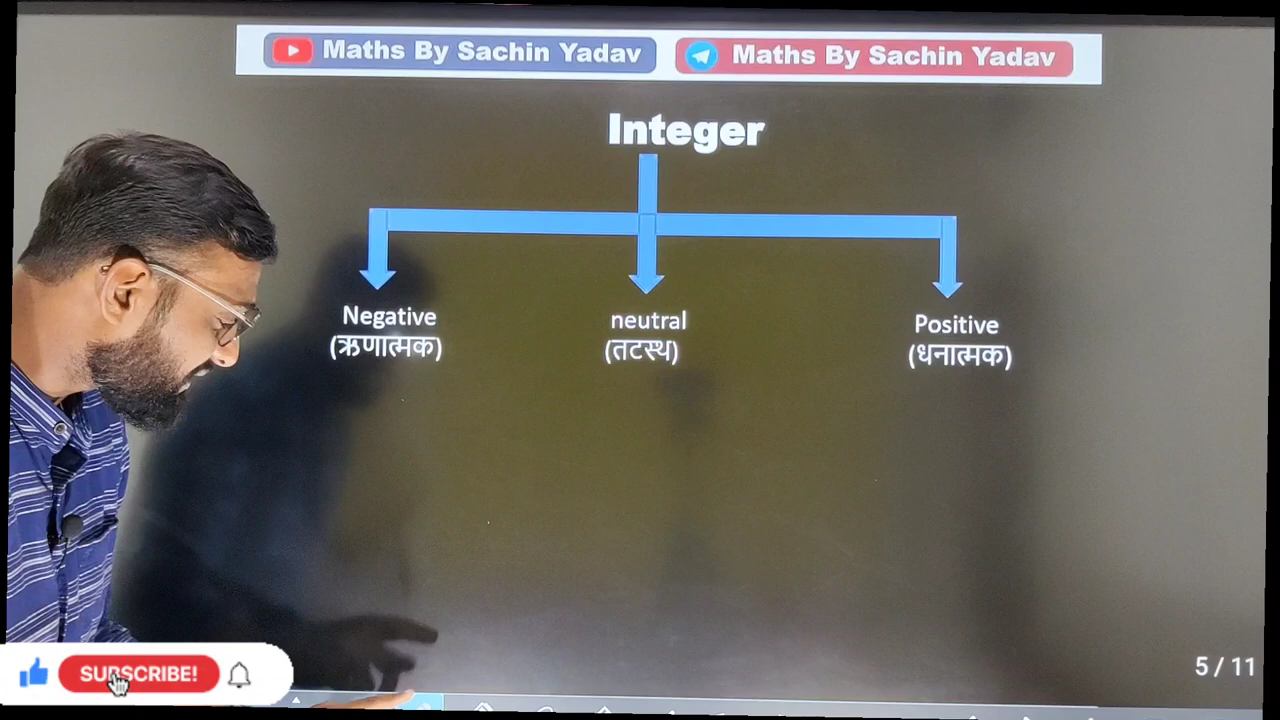 Maths By Sachin Yadav
Maths By Sachin Yadav
Integer
Negative
(ऋणात्मक)
neutral
(तटस्थ)
Positive
(धनात्मक)
5 / 11
SUBSCRIBE!